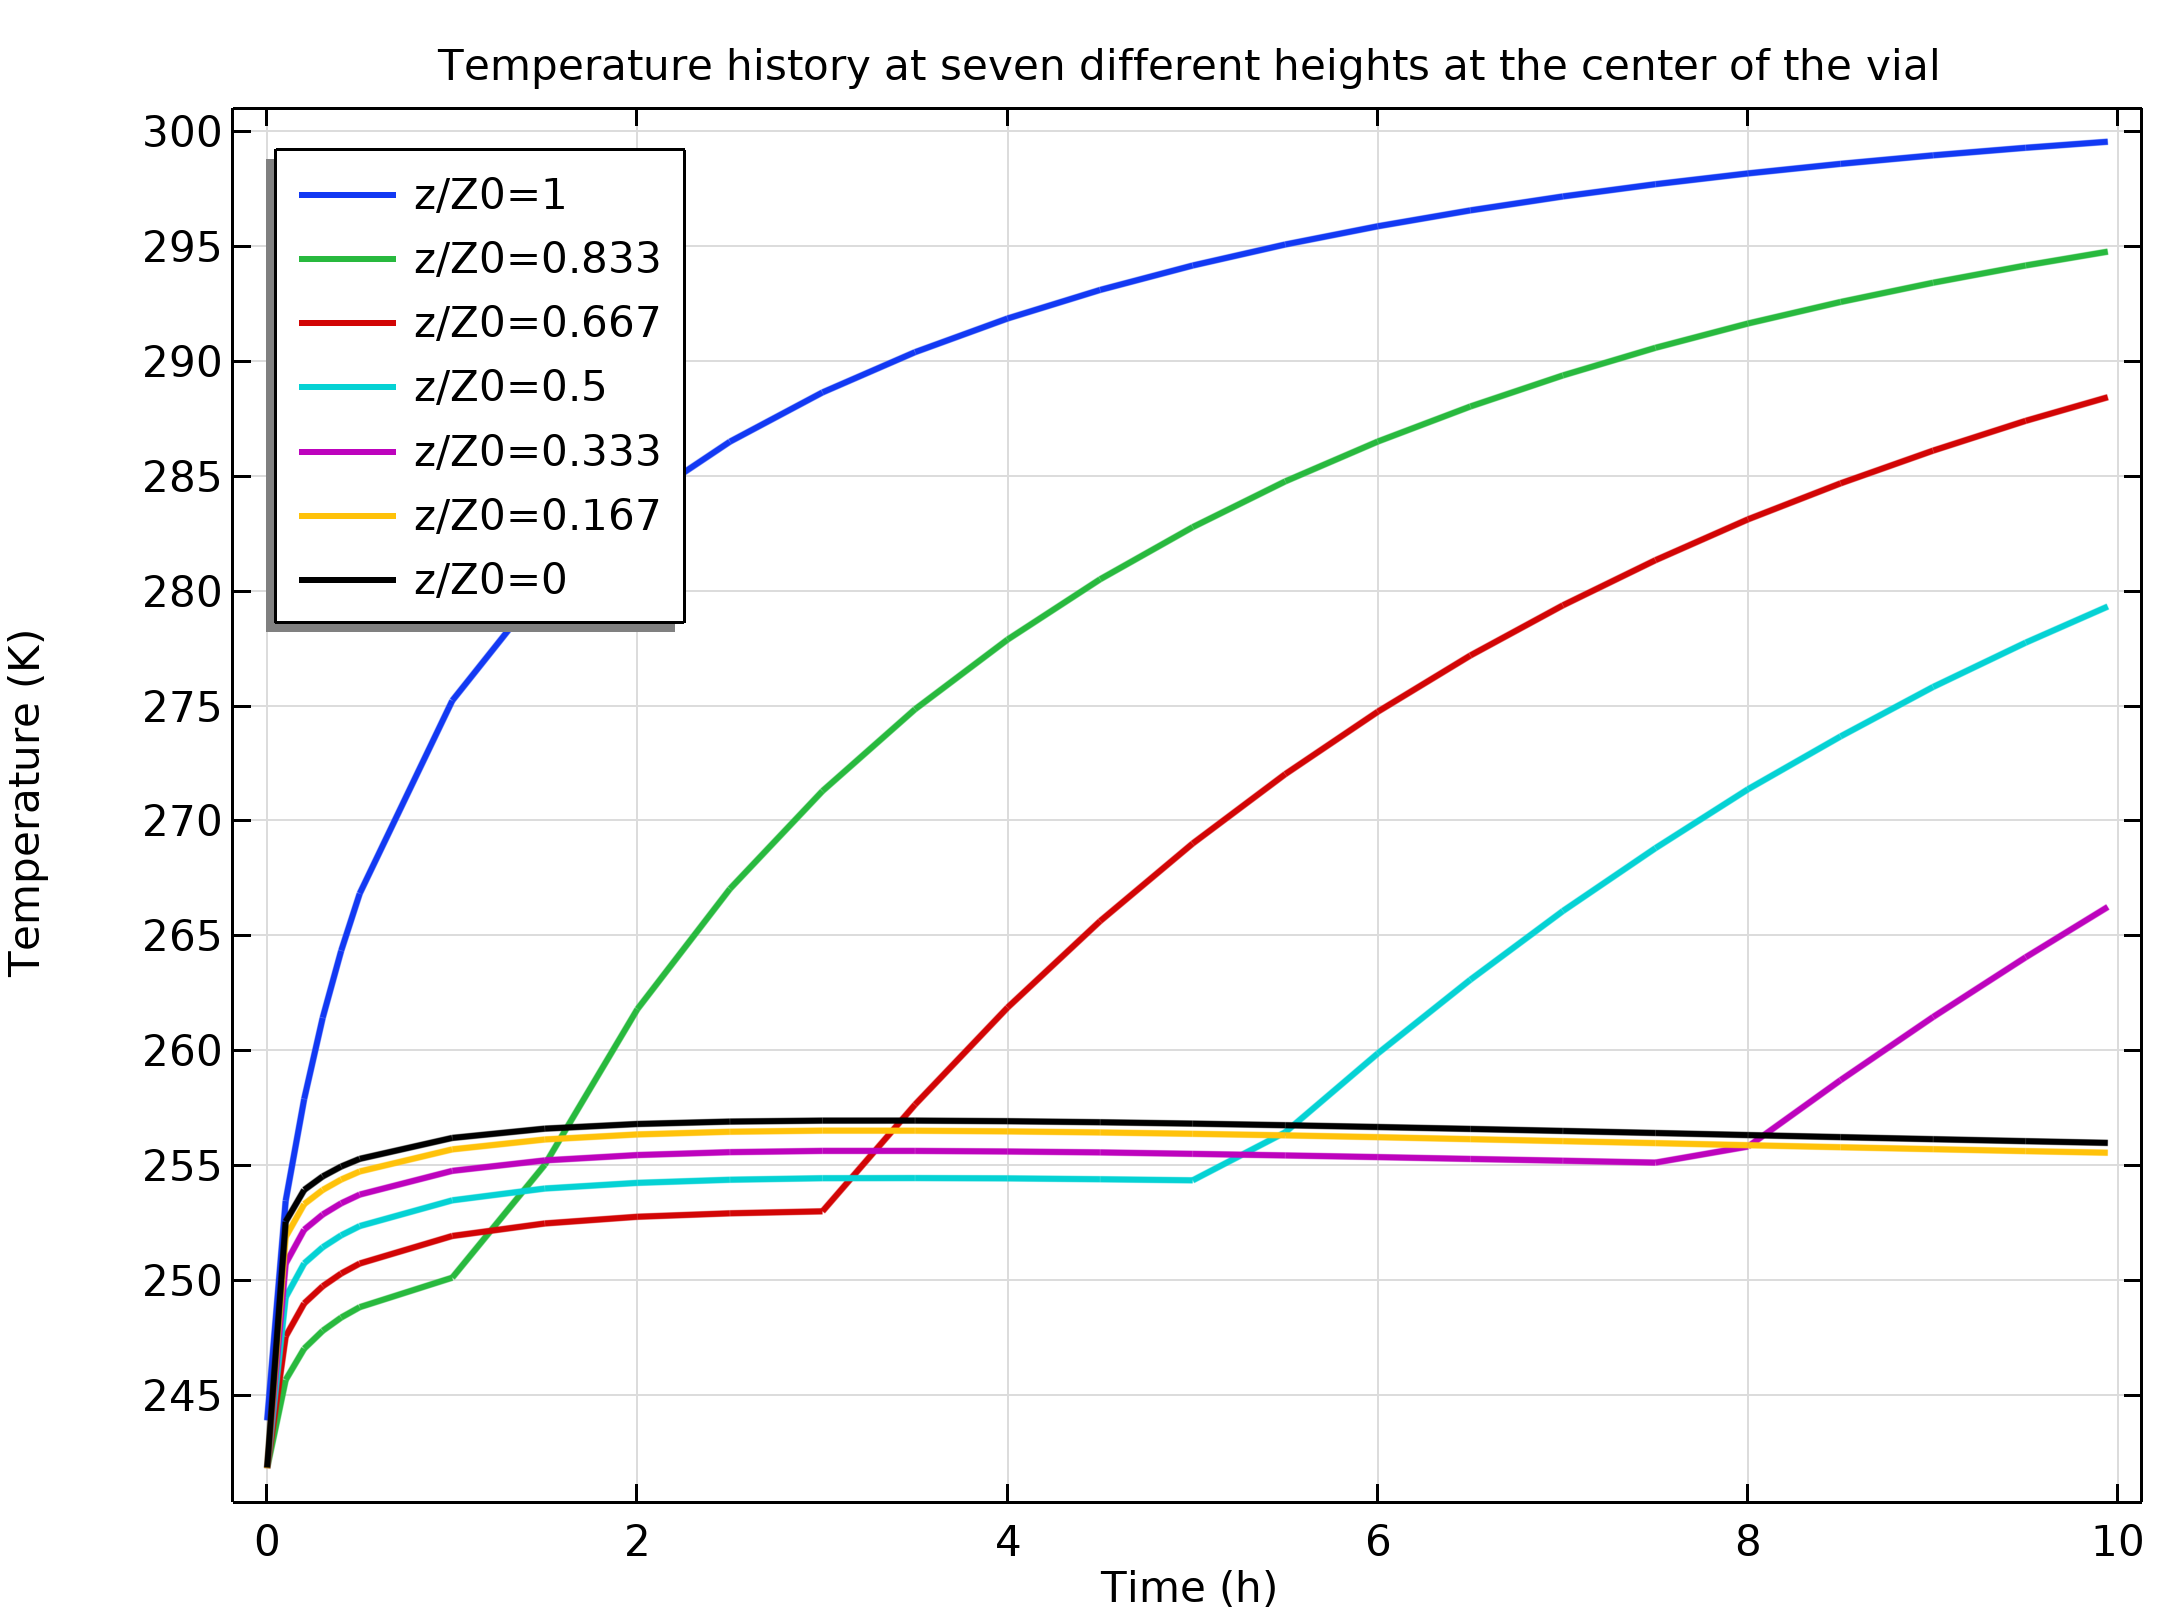 Temperature history at seven different heights at the center of the vial
300
295
290
285
280
275
270
265
260
255
250
245
z/Z0=1
z/Z0=0.833
z/Z0=0.667
z/Z0=0.5
z/Z0=0.333
z/Z0=0.167
z/Z0=0
Temperature (K)
0 2 4 6 8 10
Time (h)